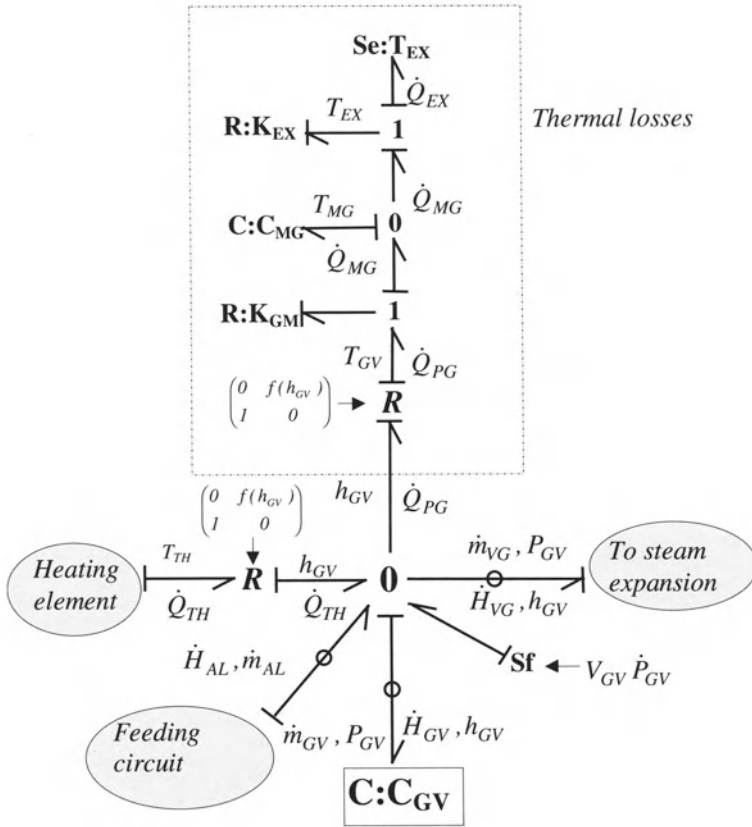 Se:T_EX
Q̇_EX
T_EX
R:K_EX 1
Thermal losses
Q̇_MG
T_MG
C:C_MG 0
Q̇_MG
R:K_GM 1
T_GV Q̇_PG
(0 f(h_GV)
1 0) R
h_GV Q̇_PG
(0 f(h_GV)
1 0)
ṁ_VG, P_GV
Heating element
T_TH
Q̇_TH
R
h_GV
Q̇_TH
0
To steam expansion
Ḣ_VG, h_GV
Sf V_GV Ṗ_GV
Ḣ_AL, ṁ_AL
Feeding circuit
ṁ_GV, P_GV Ḣ_GV, h_GV
C:C_GV